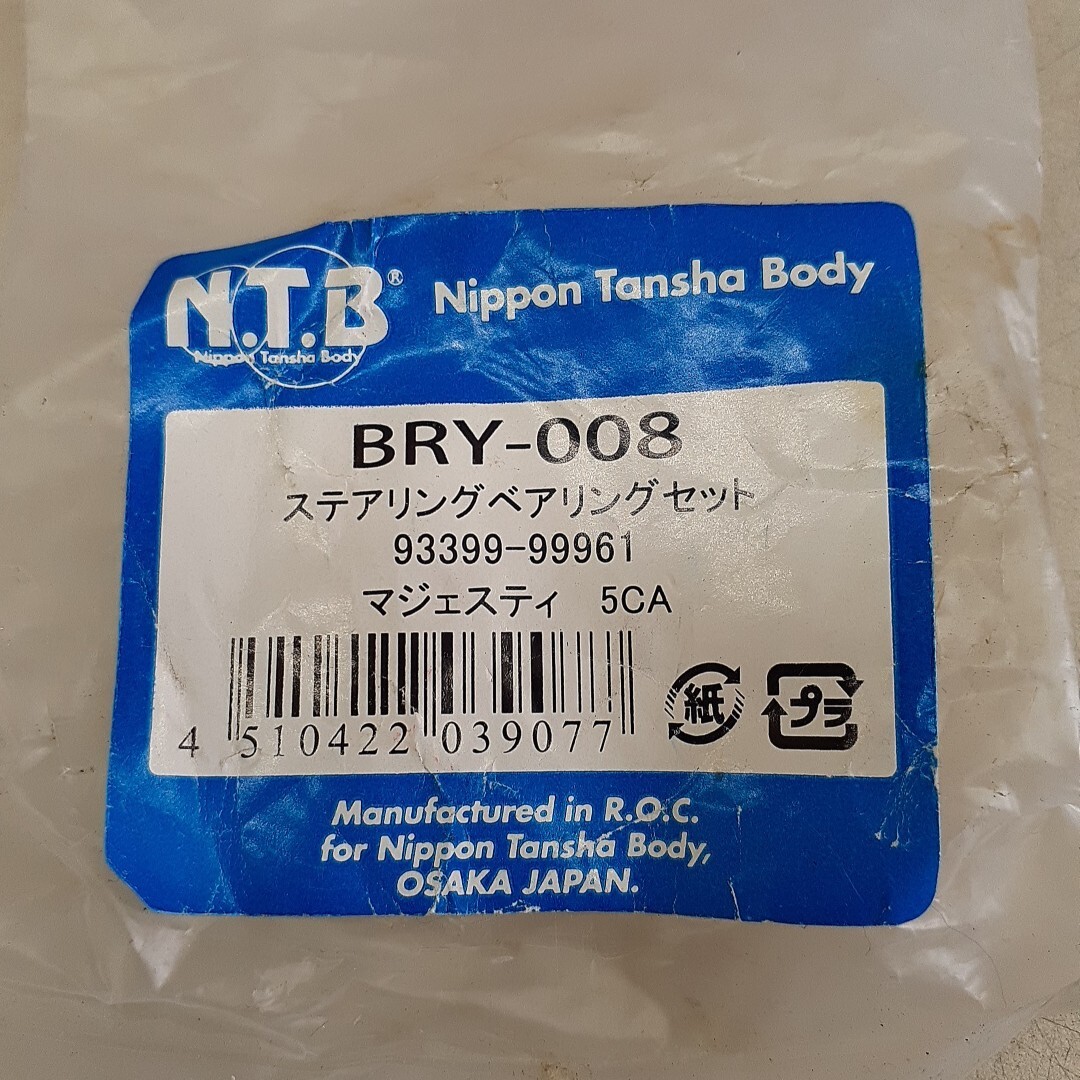 N.T.B®
Nippon Tansha Body
Nippon Tansha Body
BRY-008
ステアリングベアリングセット
93399-99961
マジェスティ 5CA
4 510422 039077
紙
プラ
Manufactured in R.O.C.
for Nippon Tansha Body,
OSAKA JAPAN.